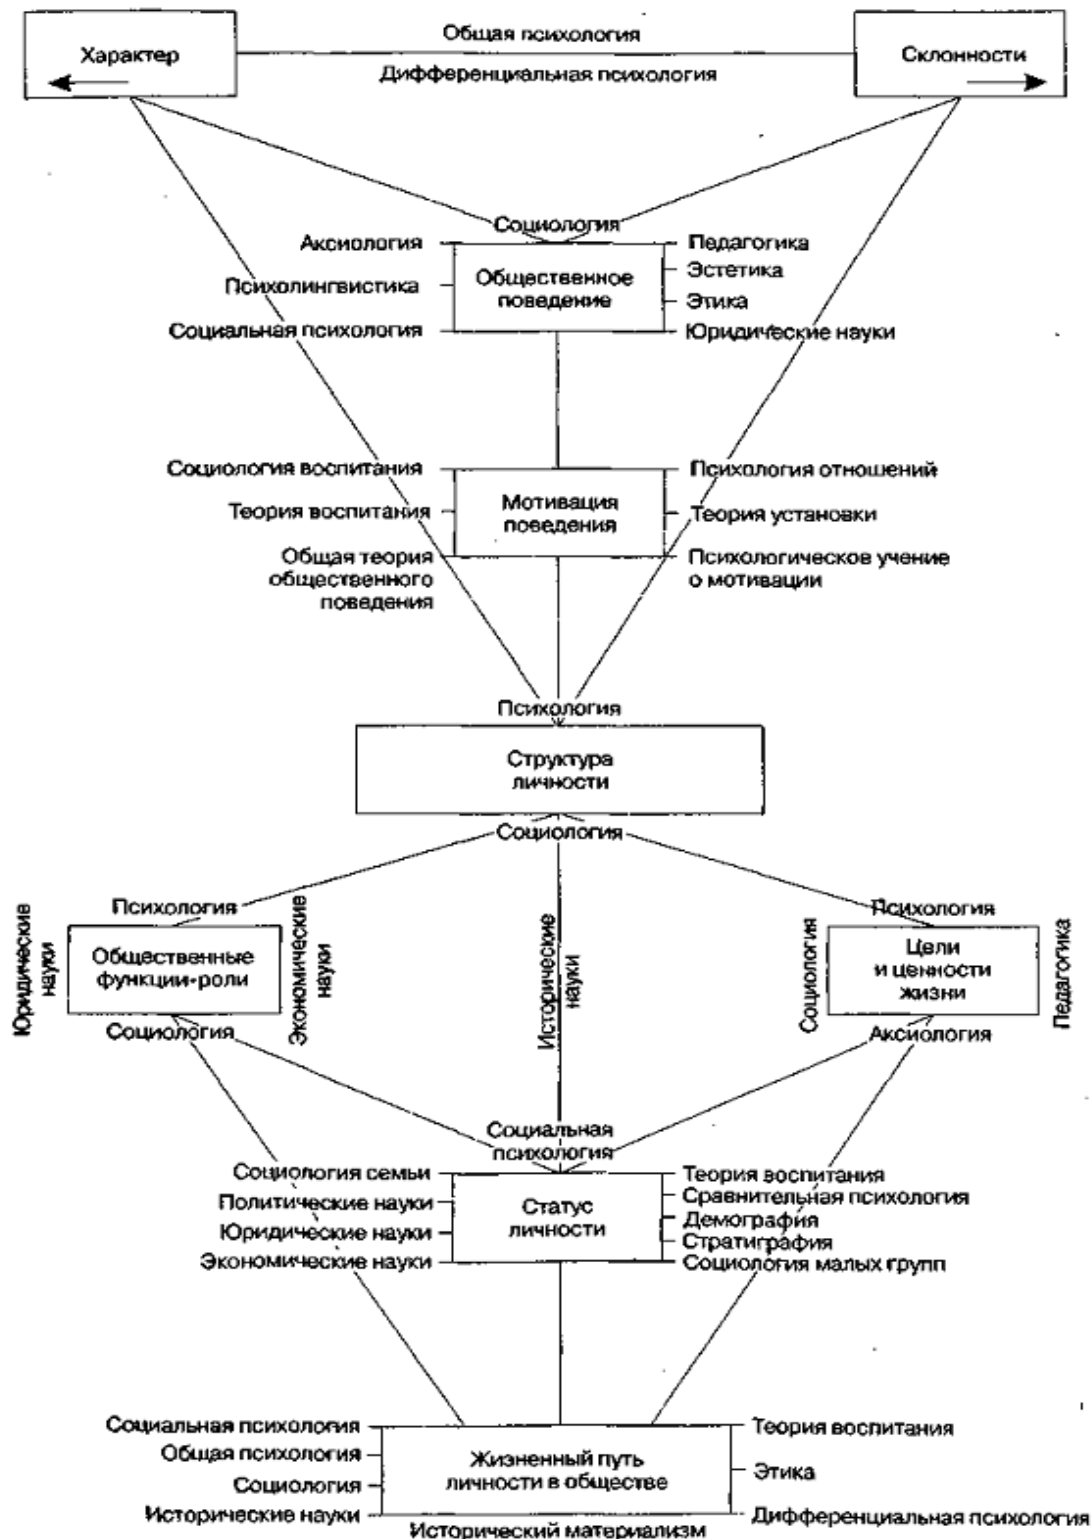 Общая психология
Характер
Склонности
Дифференциальная психология
Социология
Аксиология
Педагогика
Общественное
поведение
Эстетика
Психолингвистика
Этика
Социальная психология
Юридические науки
Социология воспитания
Психология отношений
Мотивация
поведения
Теория воспитания
Теория установки
Общая теория
общественного
поведения
Психологическое учение
о мотивации
Психология
Структура
личности
Социология
Психология
Юридические
науки
Общественные
функции-роли
Экономические
науки
Социология
Исторические
науки
Психология
Социология
Цели
и ценности
жизни
Педагогика
Аксиология
Социальная
психология
Социология семьи
Политические науки
Юридические науки
Экономические науки
Статус
личности
Теория воспитания
Сравнительная психология
Демография
Стратиграфия
Социология малых групп
Социальная психология
Общая психология
Социология
Исторические науки
Жизненный путь
личности в обществе
Теория воспитания
Этика
Дифференциальная психология
Исторический материализм